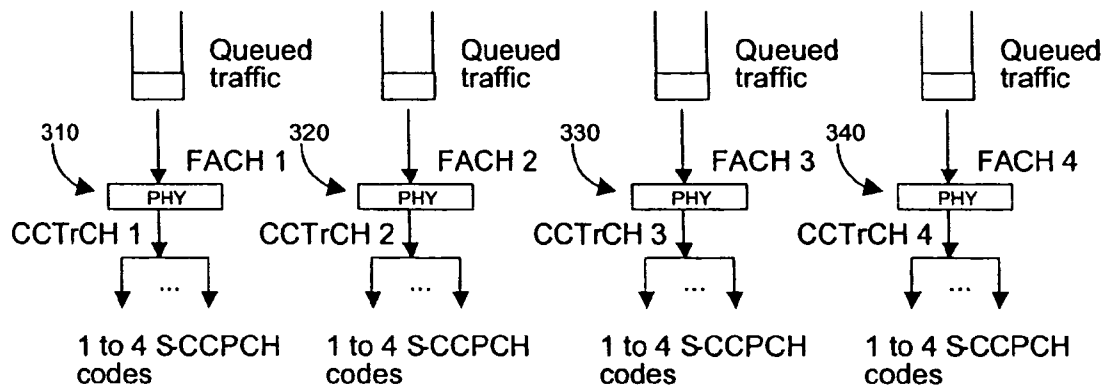 Queued traffic
Queued traffic
Queued traffic
Queued traffic
310
320
330
340
FACH 1
FACH 2
FACH 3
FACH 4
PHY
PHY
PHY
PHY
CCTrCH 1
CCTrCH 2
CCTrCH 3
CCTrCH 4
...
...
...
...
1 to 4 S-CCPCH codes
1 to 4 S-CCPCH codes
1 to 4 S-CCPCH codes
1 to 4 S-CCPCH codes